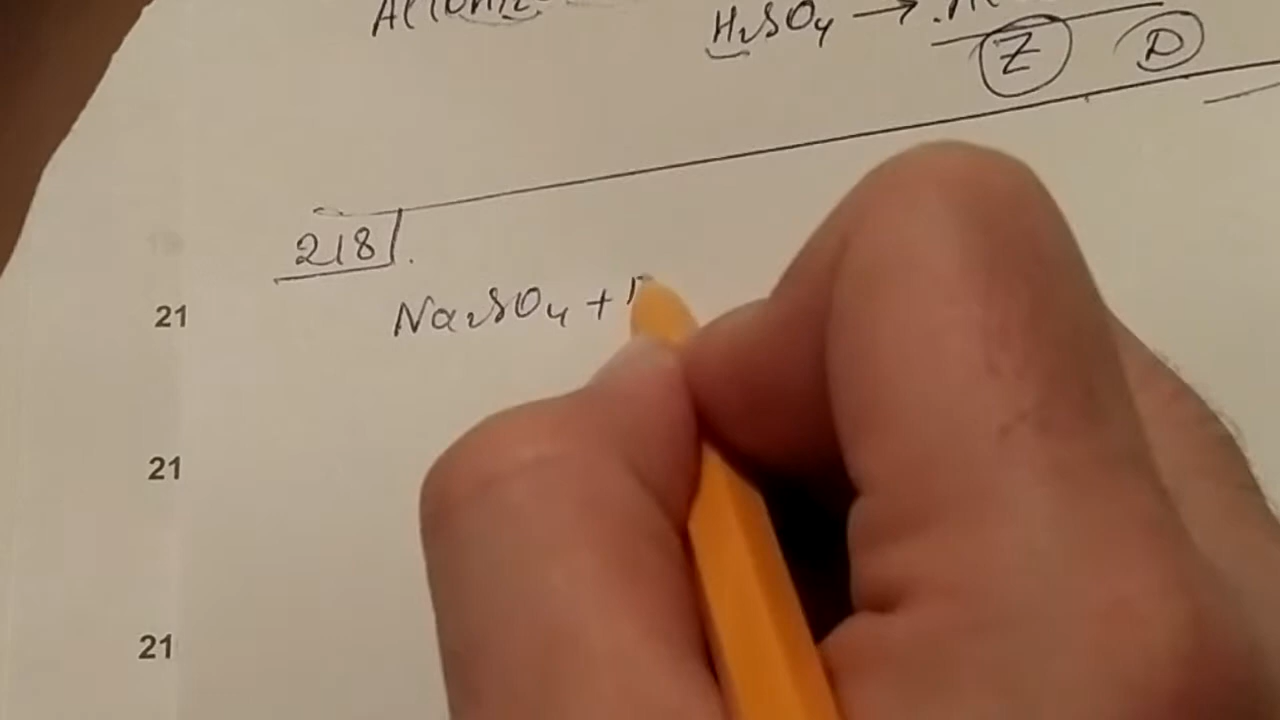 H₂SO₄ →
Z D
218.
21 Na₂SO₄ +
21
21